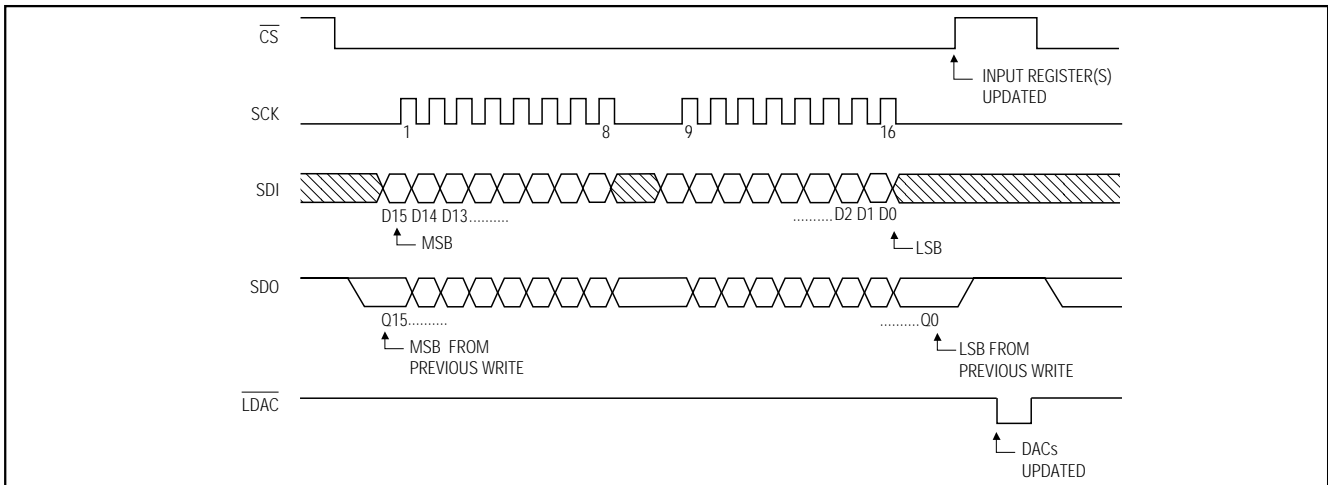 CS
INPUT REGISTER(S)
UPDATED
SCK
1 8 9 16
SDI
D15 D14 D13.......... ..........D2 D1 D0
MSB
LSB
SDO
Q15.......... ..........Q0
MSB FROM
PREVIOUS WRITE
LSB FROM
PREVIOUS WRITE
LDAC
DACs
UPDATED